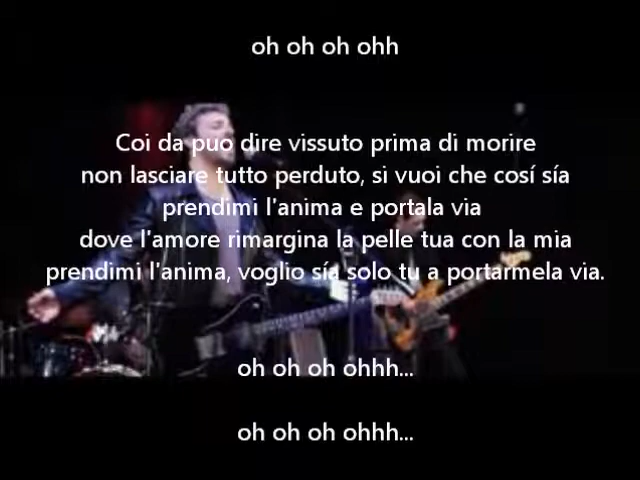 oh oh oh ohh
Coi da puo dire vissuto prima di morire
non lasciare tutto perduto, si vuoi che cosí sía
prendimi l'anima e portala via
dove l'amore rimargina la pelle tua con la mia
prendimi l'anima, voglio sía solo tu a portarmela via.
oh oh oh ohhh...
oh oh oh ohhh...